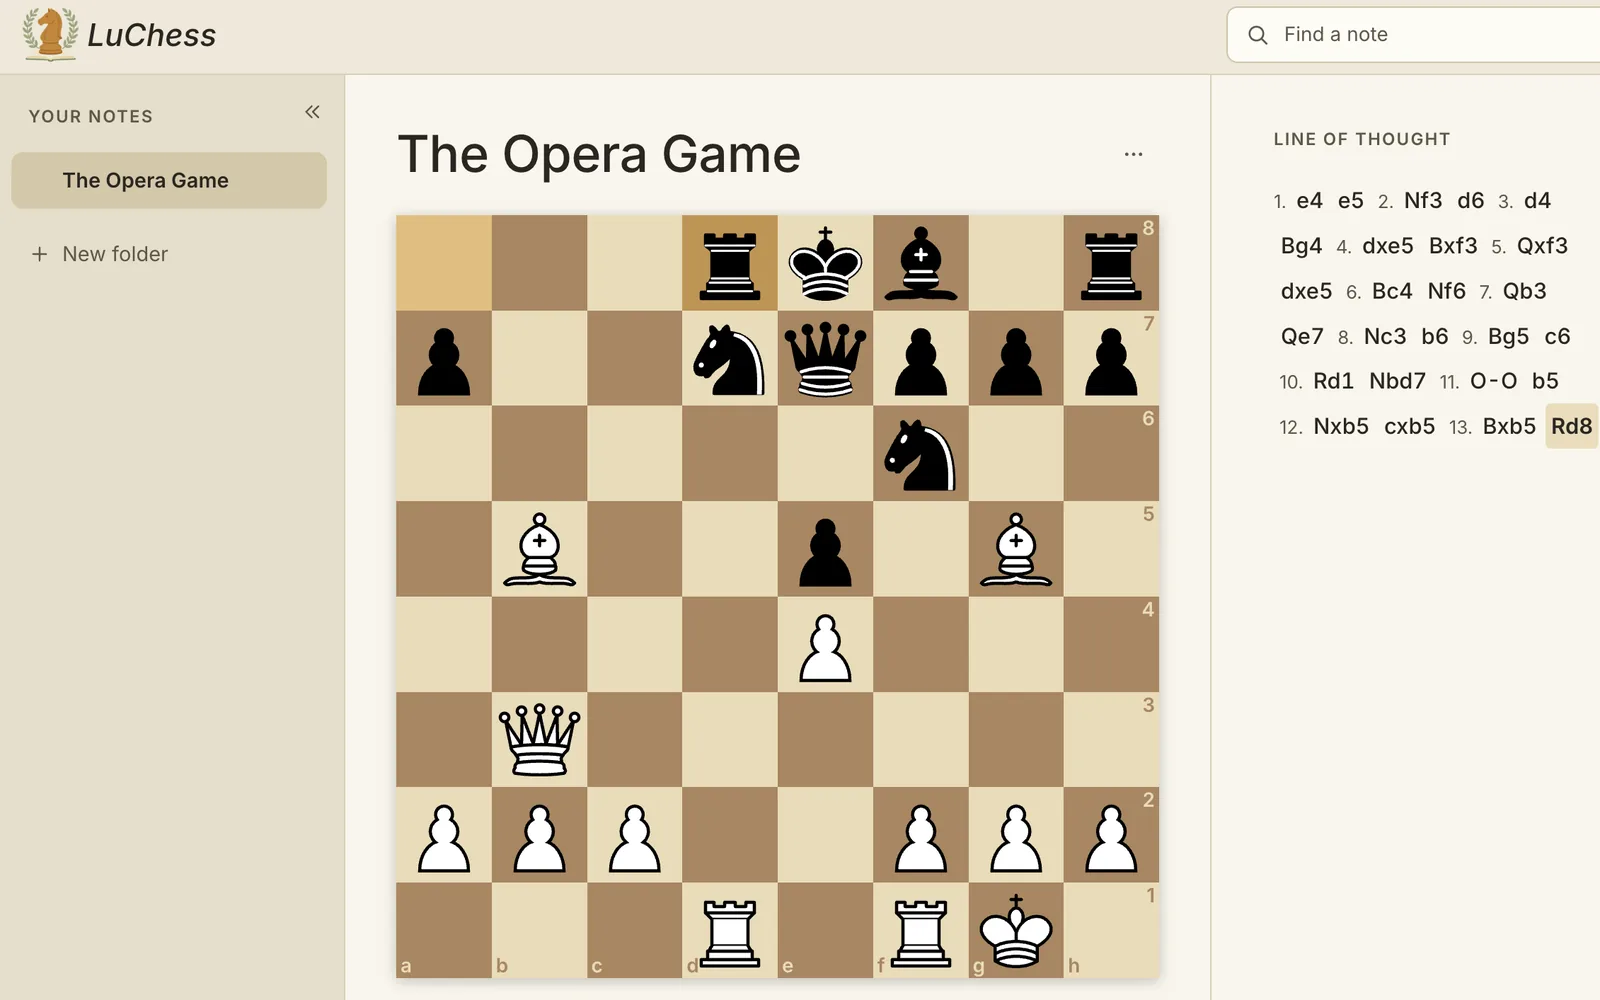 LuChess
Find a note
YOUR NOTES
The Opera Game
+ New folder
The Opera Game
...
8
7
6
5
4
3
2
1
a b c d e f g h
LINE OF THOUGHT
1. e4 e5 2. Nf3 d6 3. d4
Bg4 4. dxe5 Bxf3 5. Qxf3
dxe5 6. Bc4 Nf6 7. Qb3
Qe7 8. Nc3 b6 9. Bg5 c6
10. Rd1 Nbd7 11. O-O b5
12. Nxb5 cxb5 13. Bxb5 Rd8